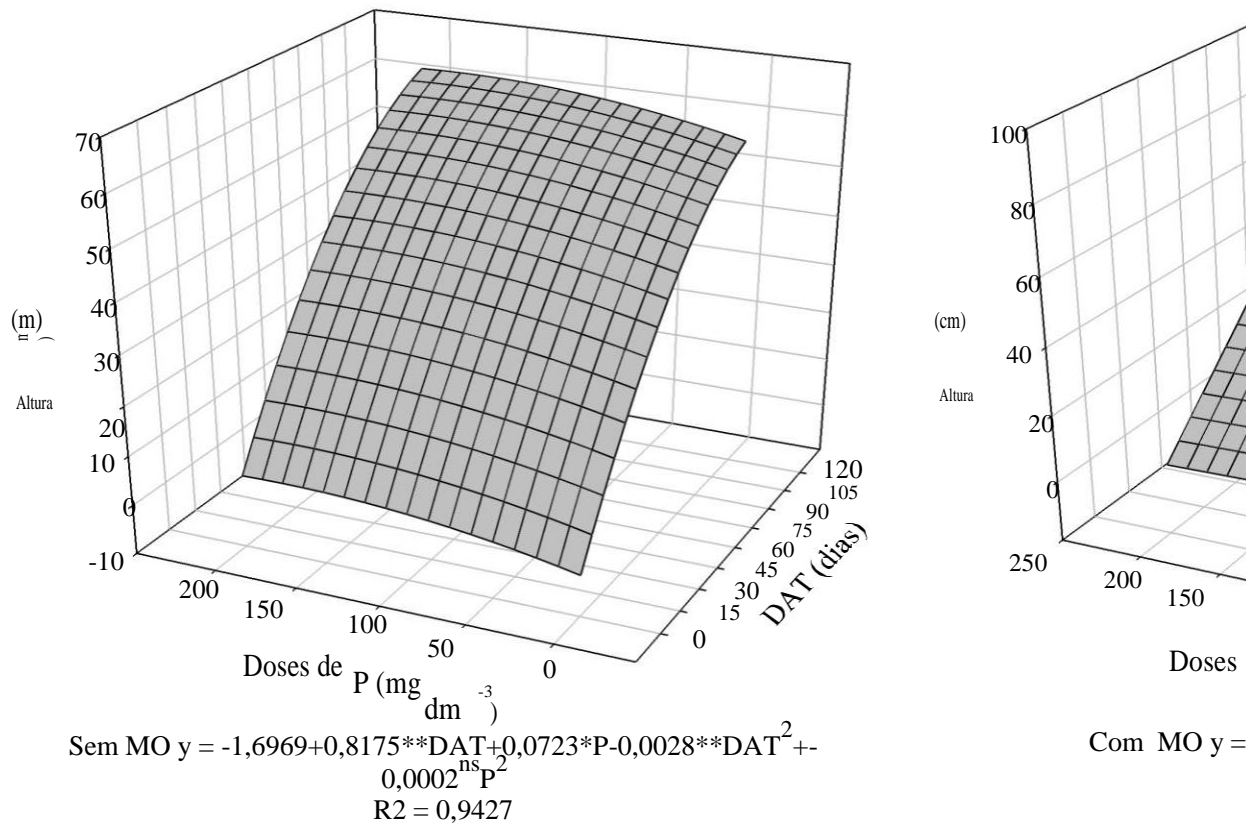 70
60
50
40
30
20
10
0
-10
(m)
Altura
200
150
100
50
0
Doses de P (mg dm -3)
0
15
30
45
60
75
90
105
120
DAT (dias)
Sem MO y = -1,6969+0,8175**DAT+0,0723*P-0,0028**DAT2+-
0,0002nsP2
R2 = 0,9427
100
80
60
40
20
0
(cm)
Altura
250
200
150
Doses
Com MO y =